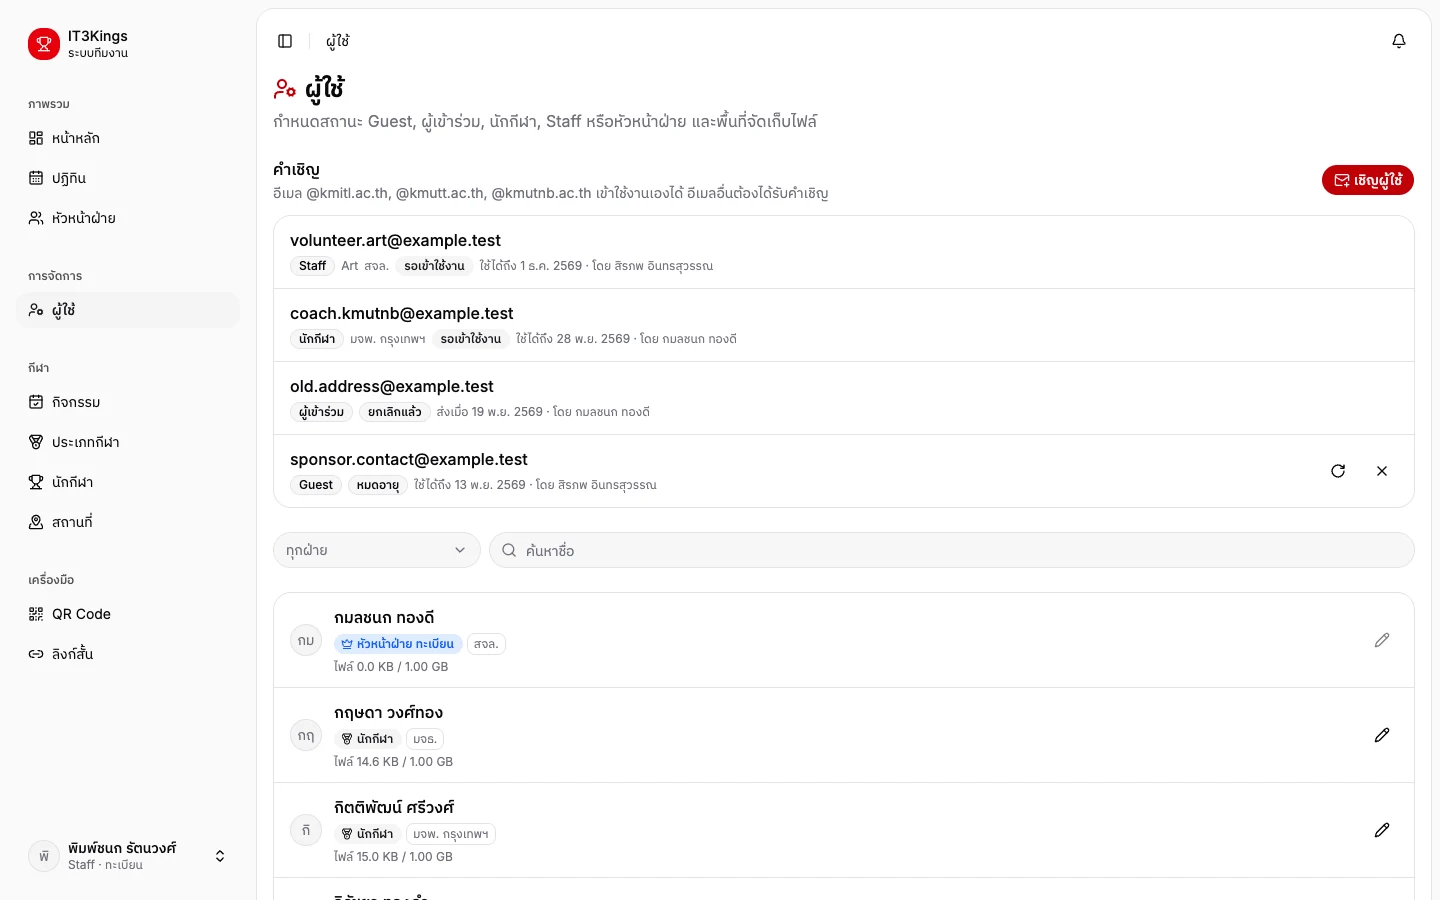 IT3Kings
ระบบทีมงาน
ภาพรวม
หน้าหลัก
ปฏิทิน
หัวหน้าฝ่าย
การจัดการ
ผู้ใช้
กีฬา
กิจกรรม
ประเภทกีฬา
นักกีฬา
สถานที่
เครื่องมือ
QR Code
ลิงก์สั้น
พิ
พิมพ์ชนก รัตนวงศ์
Staff · ทะเบียน
ผู้ใช้
ผู้ใช้
กำหนดสถานะ Guest, ผู้เข้าร่วม, นักกีฬา, Staff หรือหัวหน้าฝ่าย และพื้นที่จัดเก็บไฟล์
คำเชิญ
อีเมล @kmitl.ac.th, @kmutt.ac.th, @kmutnb.ac.th เข้าใช้งานเองได้ อีเมลอื่นต้องได้รับคำเชิญ
เชิญผู้ใช้
volunteer.art@example.test
Staff Art สจล. รอเข้าใช้งาน ใช้ได้ถึง 1 ธ.ค. 2569 · โดย สิรภพ อินทรสุวรรณ
coach.kmutnb@example.test
นักกีฬา มจพ. กรุงเทพฯ รอเข้าใช้งาน ใช้ได้ถึง 28 พ.ย. 2569 · โดย กมลชนก ทองดี
old.address@example.test
ผู้เข้าร่วม ยกเลิกแล้ว ส่งเมื่อ 19 พ.ย. 2569 · โดย กมลชนก ทองดี
sponsor.contact@example.test
Guest หมดอายุ ใช้ได้ถึง 13 พ.ย. 2569 · โดย สิรภพ อินทรสุวรรณ
ทุกฝ่าย
ค้นหาชื่อ
กม
กมลชนก ทองดี
หัวหน้าฝ่าย ทะเบียน สจล.
ไฟล์ 0.0 KB / 1.00 GB
กฤ
กฤษดา วงศ์ทอง
นักกีฬา มจธ.
ไฟล์ 14.6 KB / 1.00 GB
กิ
กิตติพัฒน์ ศรีวงศ์
นักกีฬา มจพ. กรุงเทพฯ
ไฟล์ 15.0 KB / 1.00 GB